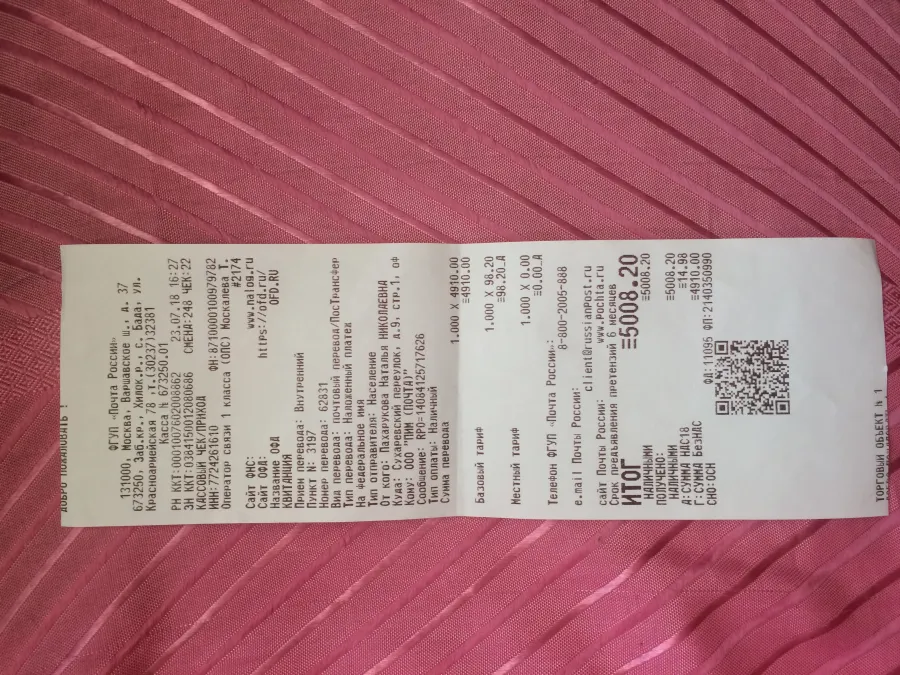 ДОБРО ПОЖАЛОВАТЬ !
ФГУП «Почта России»
131000, Москва, Варшавское ш., д. 37
673250, Заб.кр., Хилок.р., с. Бада, ул.
Красноармейская 78 ,т.(30237)32381
Касса № 673250.01
РН ККТ:0001007602008862 23.07.18 16:27
ЗН ККТ:0384150012080686 СМЕНА:248 ЧЕК:22
КАССОВЫЙ ЧЕК/ПРИХОД
ИНН:7724261610 ФН:8710000100979782
Оператор связи 1 класса (ОПС) Москалева Т.
#2174
Сайт ФНС: www.nalog.ru
Сайт ОФД: https://ofd.ru/
Название ОФД OFD.RU
КВИТАНЦИЯ
Прием перевода: Внутренний
Пункт N: 3197
Номер перевода: 62831
Вид перевода: почтовый перевод/ПосТрансфер
Тип перевода: Наложенный платеж
На федеральное имя
Тип отправителя: Население
От кого: Пахарукова Наталья НИКОЛАЕВНА
Куда: Сухаревский переулок, д.9, стр.1, оф
Кому: ООО "ПИМ (ПОЧТА)"
Сообщение: RPO=14084125717626
Тип оплаты: Наличный
Сумма перевода
1.000 X 4910.00
≡4910.00
Базовый тариф
1.000 X 98.20
≡98.20_А
Местный тариф
1.000 X 0.00
≡0.00_А
Телефон ФГУП «Почта России»:
8-800-2005-888
e.mail Почты России:
client@russianpost.ru
сайт Почты России: www.pochta.ru
Срок предъявления претензий 6 месяцев
ИТОГ ≡5008.20
НАЛИЧНЫМИ ≡5008.20
ПОЛУЧЕНО:
НАЛИЧНЫМИ ≡5008.20
А:СУММА НДС18 ≡14.98
Г:СУММА БезНДС ≡4910.00
СНО:ОСН ФД:11095 ФП:2140350990
ТОРГОВЫЙ ОБЪЕКТ N 1